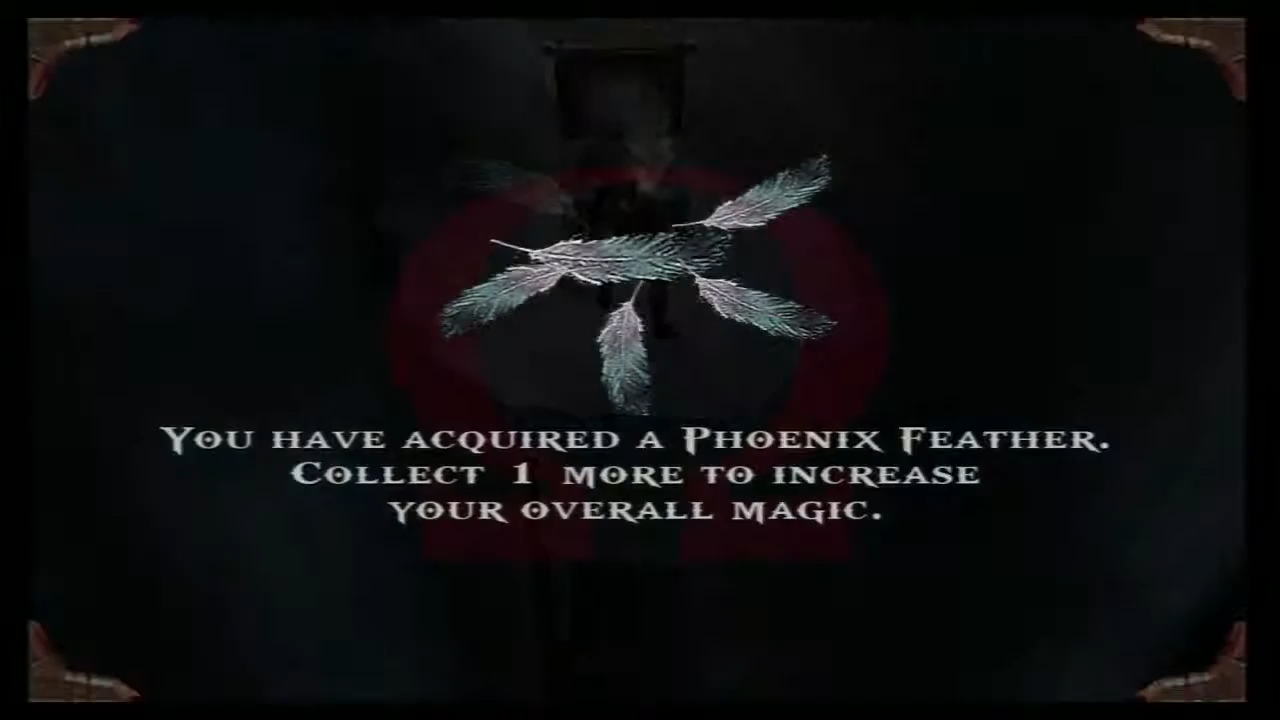 You have acquired a Phoenix Feather.
Collect 1 more to increase
your overall magic.